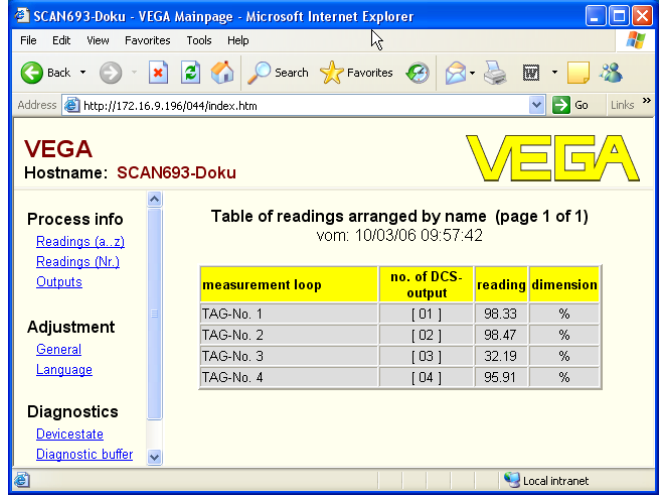 SCAN693-Doku - VEGA Mainpage - Microsoft Internet Explorer
File Edit View Favorites Tools Help
Back Search Favorites
Address http://172.16.9.196/044/index.htm Go Links »
VEGA
Hostname: SCAN693-Doku
VEGA
Process info
Readings (a..z)
Readings (Nr.)
Outputs
Adjustment
General
Language
Diagnostics
Devicestate
Diagnostic buffer
Table of readings arranged by name (page 1 of 1)
vom: 10/03/06 09:57:42
measurement loop no. of DCS-output reading dimension
TAG-No. 1 [ 01 ] 98.33 %
TAG-No. 2 [ 02 ] 98.47 %
TAG-No. 3 [ 03 ] 32.19 %
TAG-No. 4 [ 04 ] 95.91 %
Local intranet